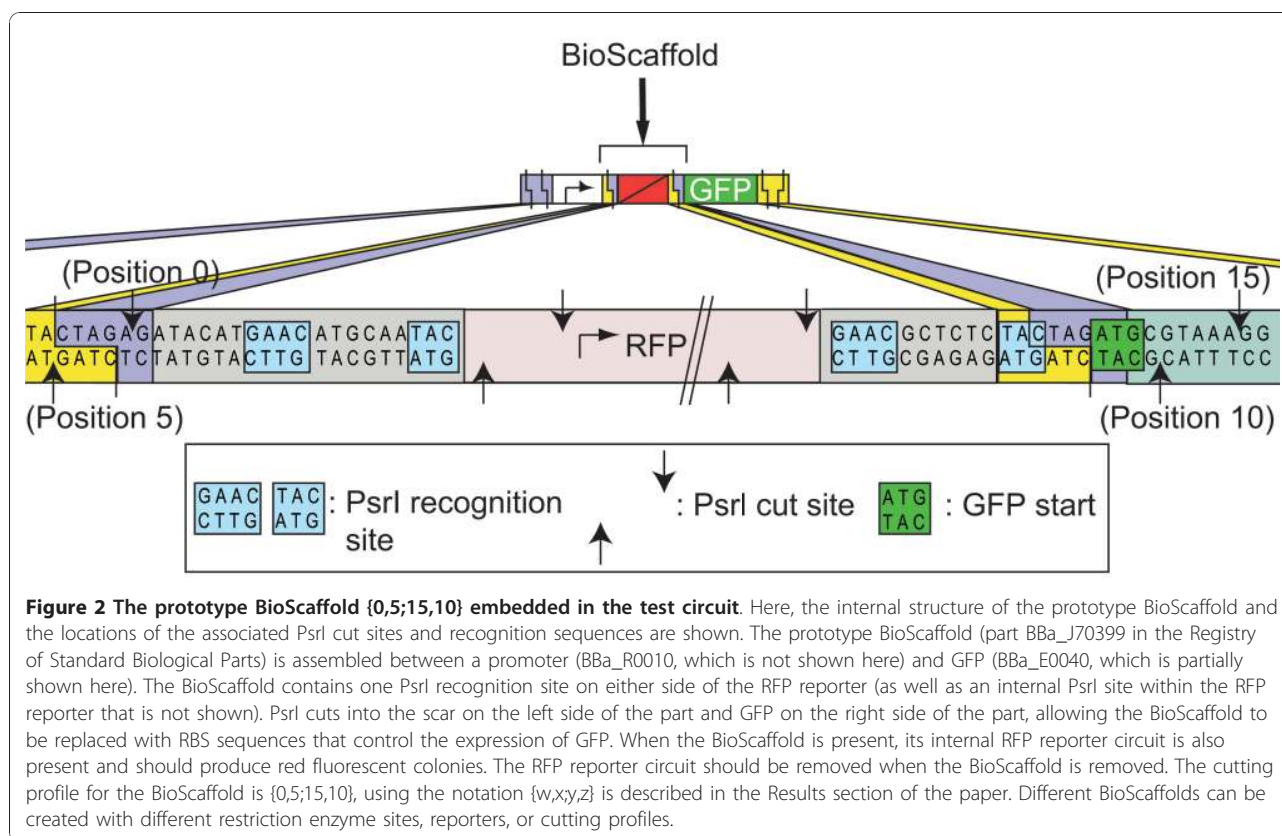 BioScaffold
GFP
(Position 0)
(Position 15)
TACTAGAGATACATGAACATGCAATAC
RFP
GAACGCTCTCTACTAGATGCGTAAAGG
ATGATCTCTATGTACTTGTACGTTATG
CTTGCGAGAGATGATCTACGCATTTCC
(Position 5)
(Position 10)
GAAC TAC
CTTG ATG
: PsrI recognition
site
: PsrI cut site
ATG
TAC
: GFP start
Figure 2 The prototype BioScaffold {0,5;15,10} embedded in the test circuit. Here, the internal structure of the prototype BioScaffold and
the locations of the associated PsrI cut sites and recognition sequences are shown. The prototype BioScaffold (part BBa_J70399 in the Registry
of Standard Biological Parts) is assembled between a promoter (BBa_R0010, which is not shown here) and GFP (BBa_E0040, which is partially
shown here). The BioScaffold contains one PsrI recognition site on either side of the RFP reporter (as well as an internal PsrI site within the RFP
reporter that is not shown). PsrI cuts into the scar on the left side of the part and GFP on the right side of the part, allowing the BioScaffold to
be replaced with RBS sequences that control the expression of GFP. When the BioScaffold is present, its internal RFP reporter circuit is also
present and should produce red fluorescent colonies. The RFP reporter circuit should be removed when the BioScaffold is removed. The cutting
profile for the BioScaffold is {0,5;15,10}, using the notation {w,x;y,z} is described in the Results section of the paper. Different BioScaffolds can be
created with different restriction enzyme sites, reporters, or cutting profiles.